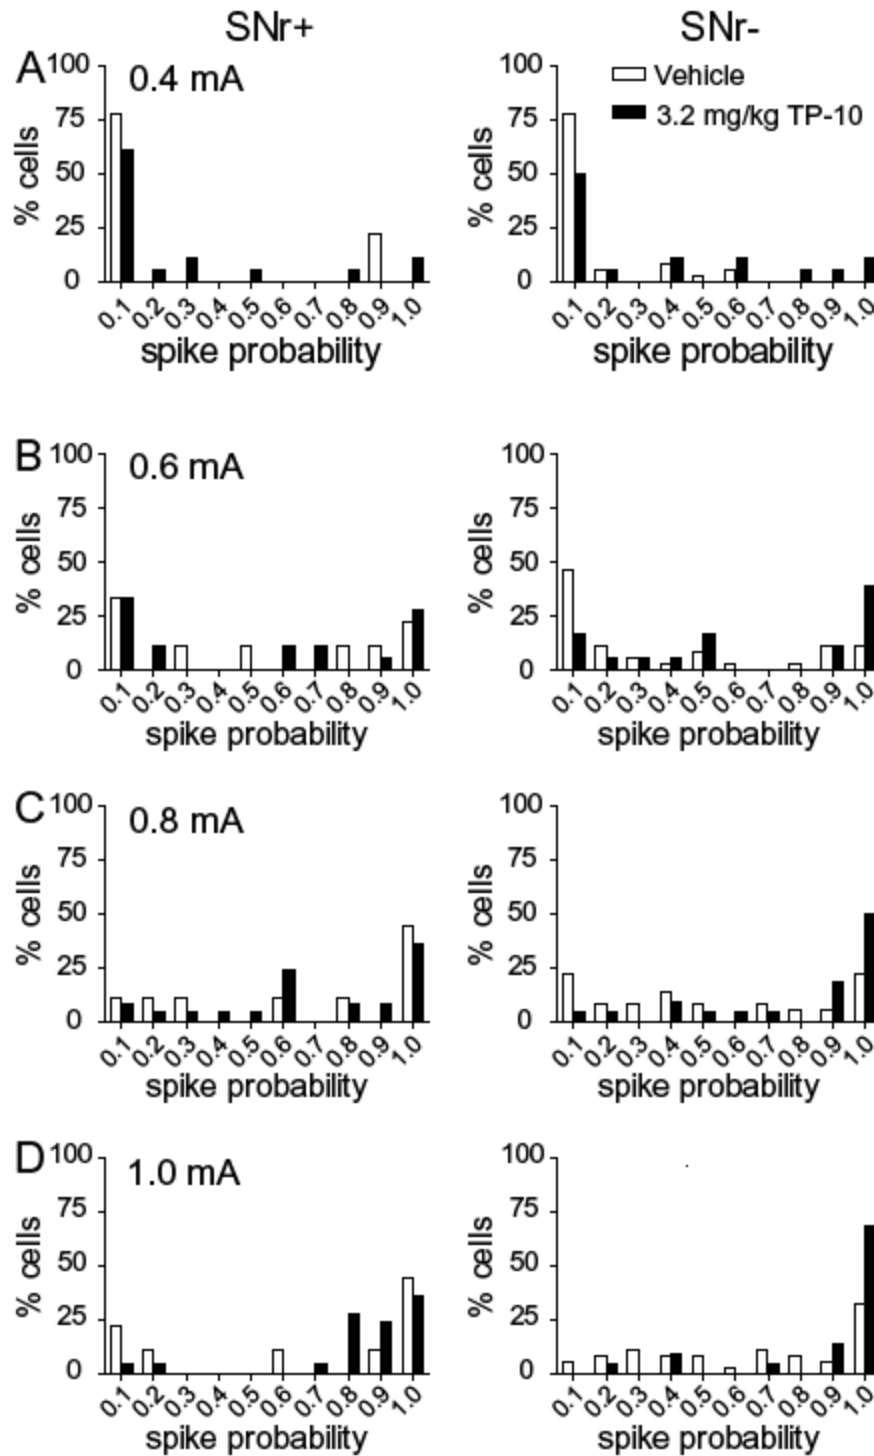 SNr+ SNr-
A 0.4 mA
100 100
75 75
50 50
25 25
0 0
% cells % cells
Vehicle
3.2 mg/kg TP-10
0.1 0.2 0.3 0.4 0.5 0.6 0.7 0.8 0.9 1.0 0.1 0.2 0.3 0.4 0.5 0.6 0.7 0.8 0.9 1.0
spike probability spike probability
B 0.6 mA
100 100
75 75
50 50
25 25
0 0
% cells % cells
0.1 0.2 0.3 0.4 0.5 0.6 0.7 0.8 0.9 1.0 0.1 0.2 0.3 0.4 0.5 0.6 0.7 0.8 0.9 1.0
spike probability spike probability
C 0.8 mA
100 100
75 75
50 50
25 25
0 0
% cells % cells
0.1 0.2 0.3 0.4 0.5 0.6 0.7 0.8 0.9 1.0 0.1 0.2 0.3 0.4 0.5 0.6 0.7 0.8 0.9 1.0
spike probability spike probability
D 1.0 mA
100 100
75 75
50 50
25 25
0 0
% cells % cells
0.1 0.2 0.3 0.4 0.5 0.6 0.7 0.8 0.9 1.0 0.1 0.2 0.3 0.4 0.5 0.6 0.7 0.8 0.9 1.0
spike probability spike probability